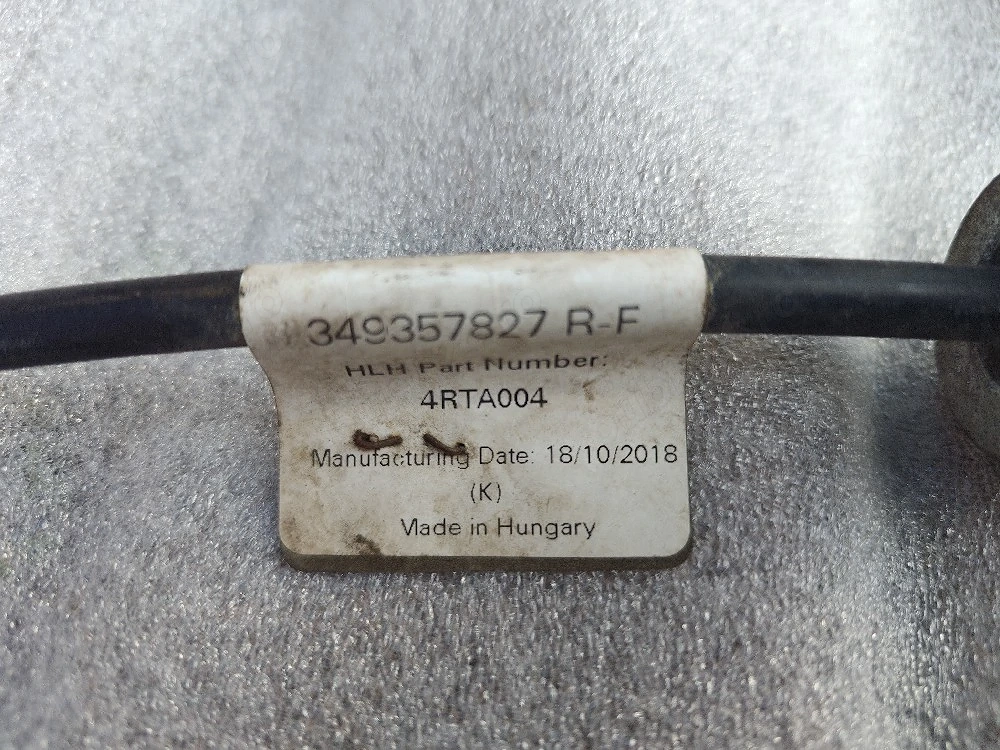 349357827 R-F
HLH Part Number:
4RTA004
Manufacturing Date: 18/10/2018
(K)
Made in Hungary